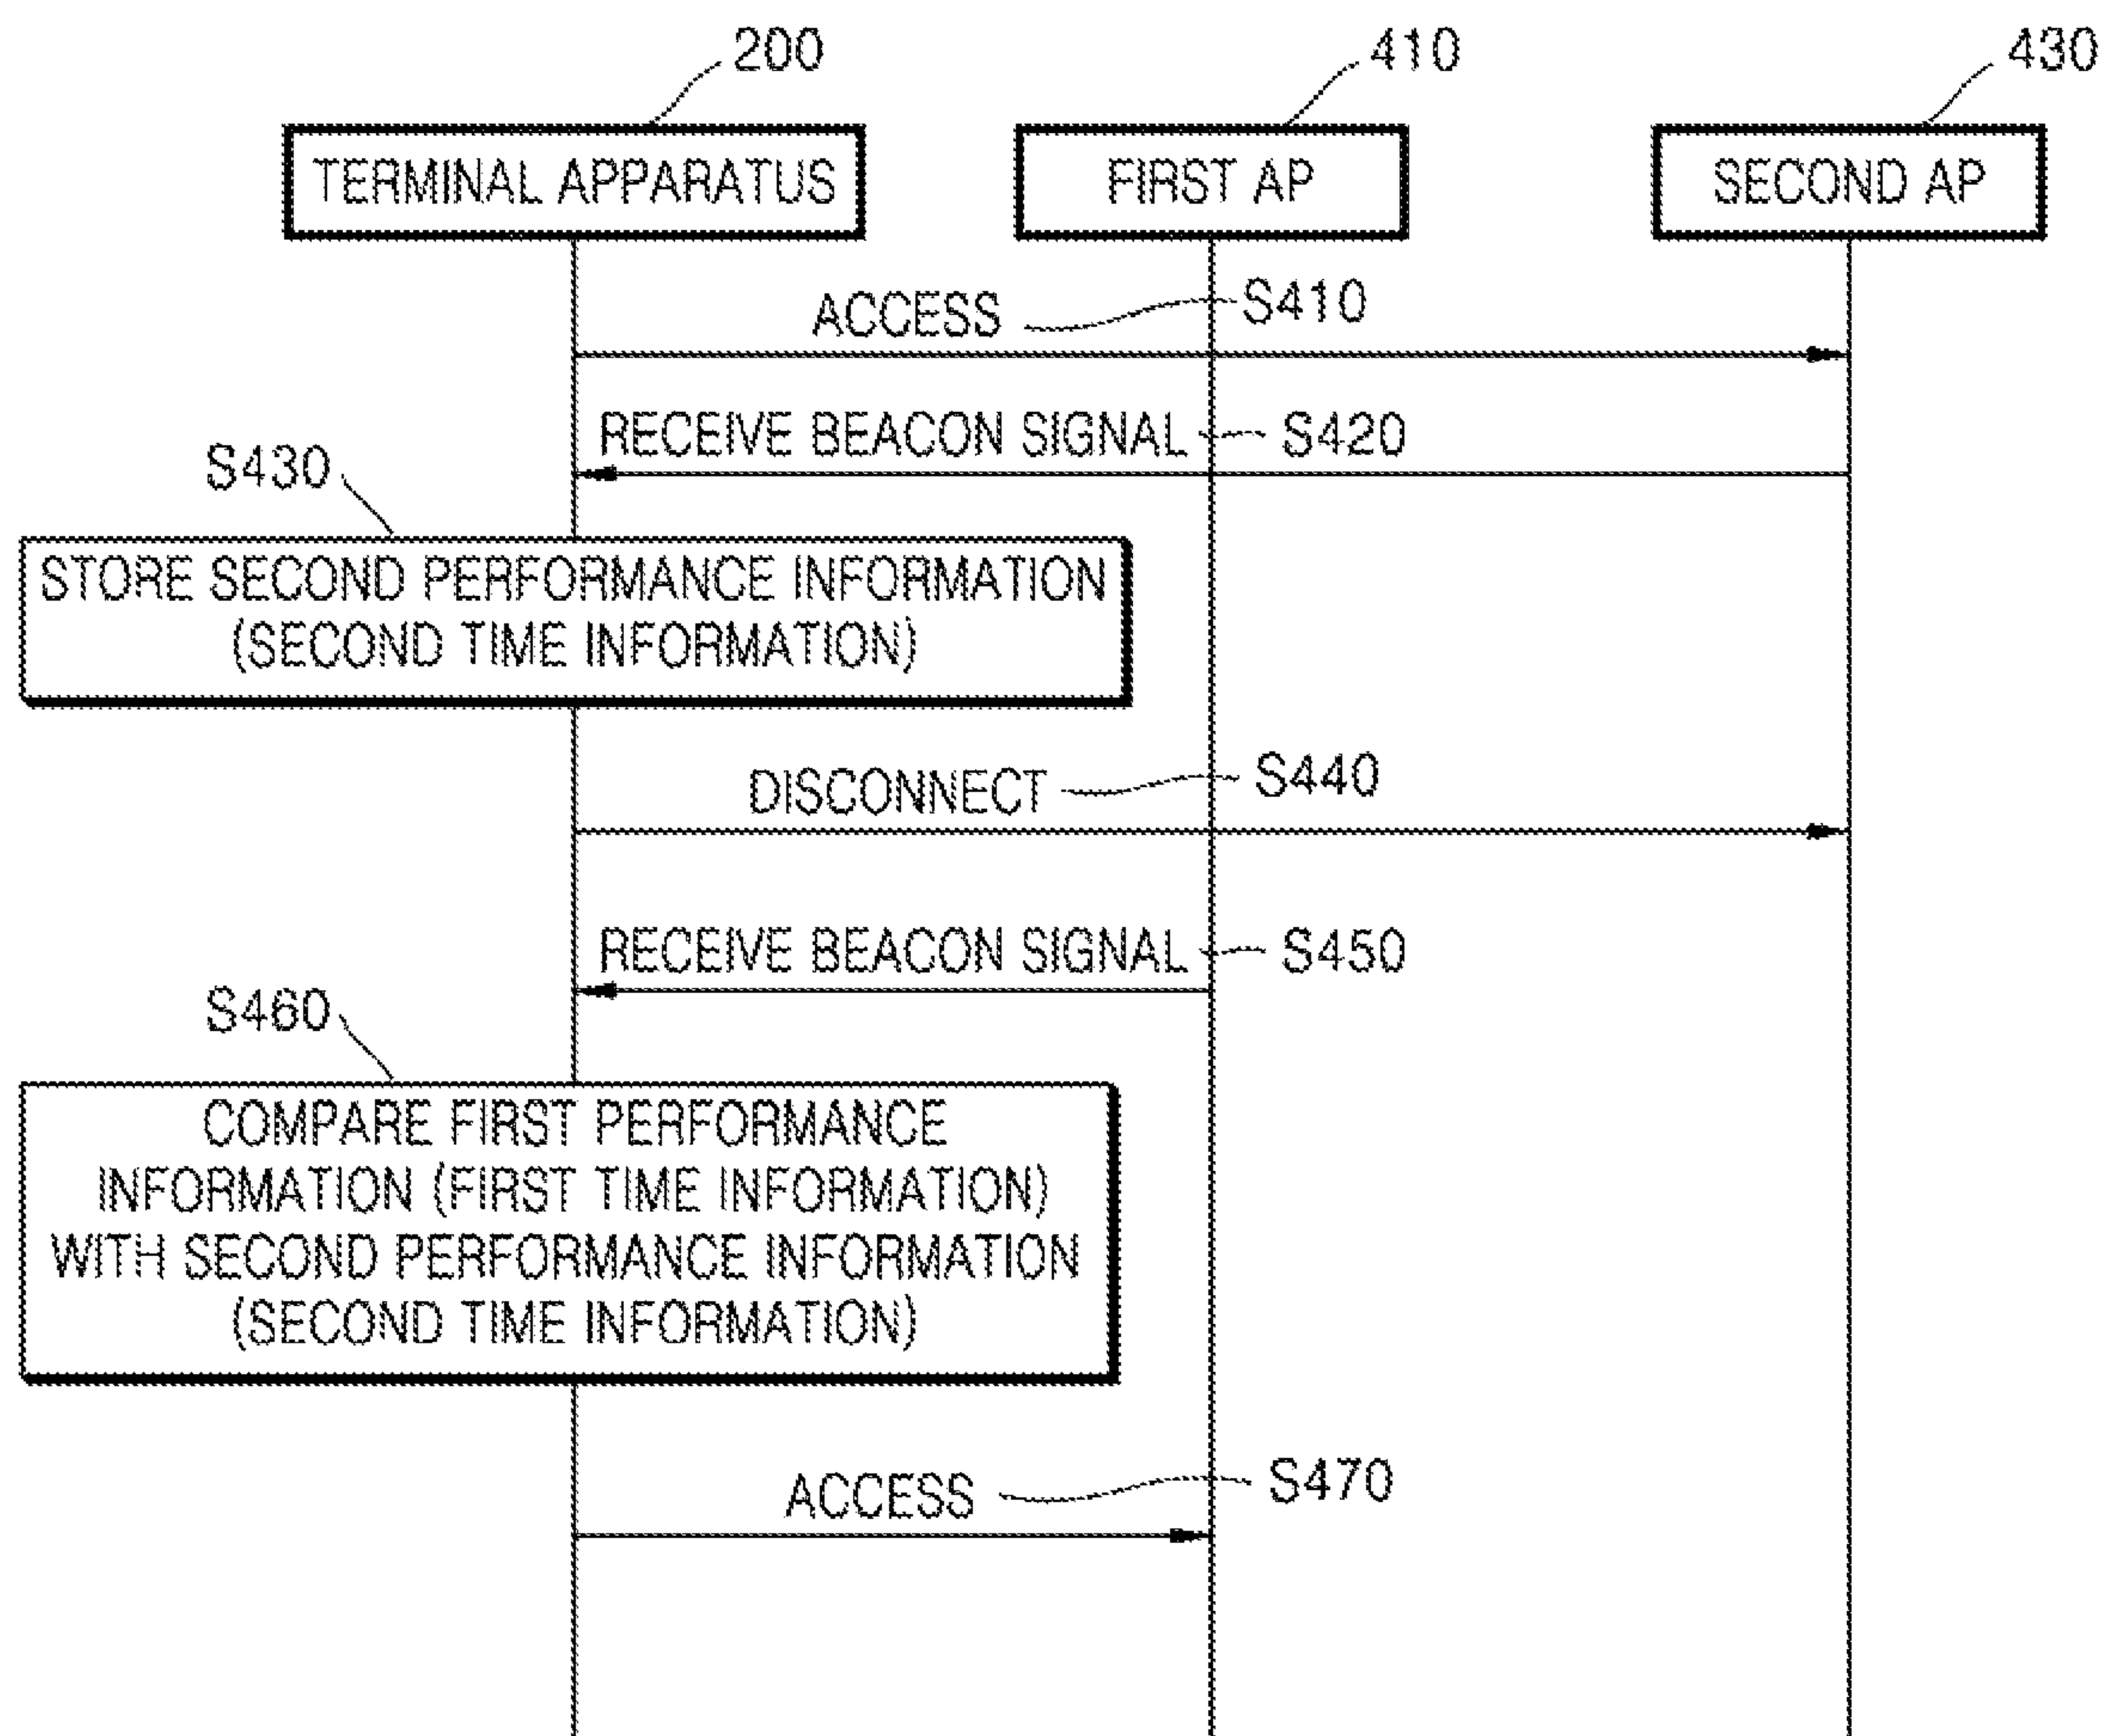 200
410
430
TERMINAL APPARATUS
FIRST AP
SECOND AP
ACCESS
S410
RECEIVE BEACON SIGNAL
S420
S430
STORE SECOND PERFORMANCE INFORMATION
(SECOND TIME INFORMATION)
DISCONNECT
S440
RECEIVE BEACON SIGNAL
S450
S460
COMPARE FIRST PERFORMANCE
INFORMATION (FIRST TIME INFORMATION)
WITH SECOND PERFORMANCE INFORMATION
(SECOND TIME INFORMATION)
ACCESS
S470